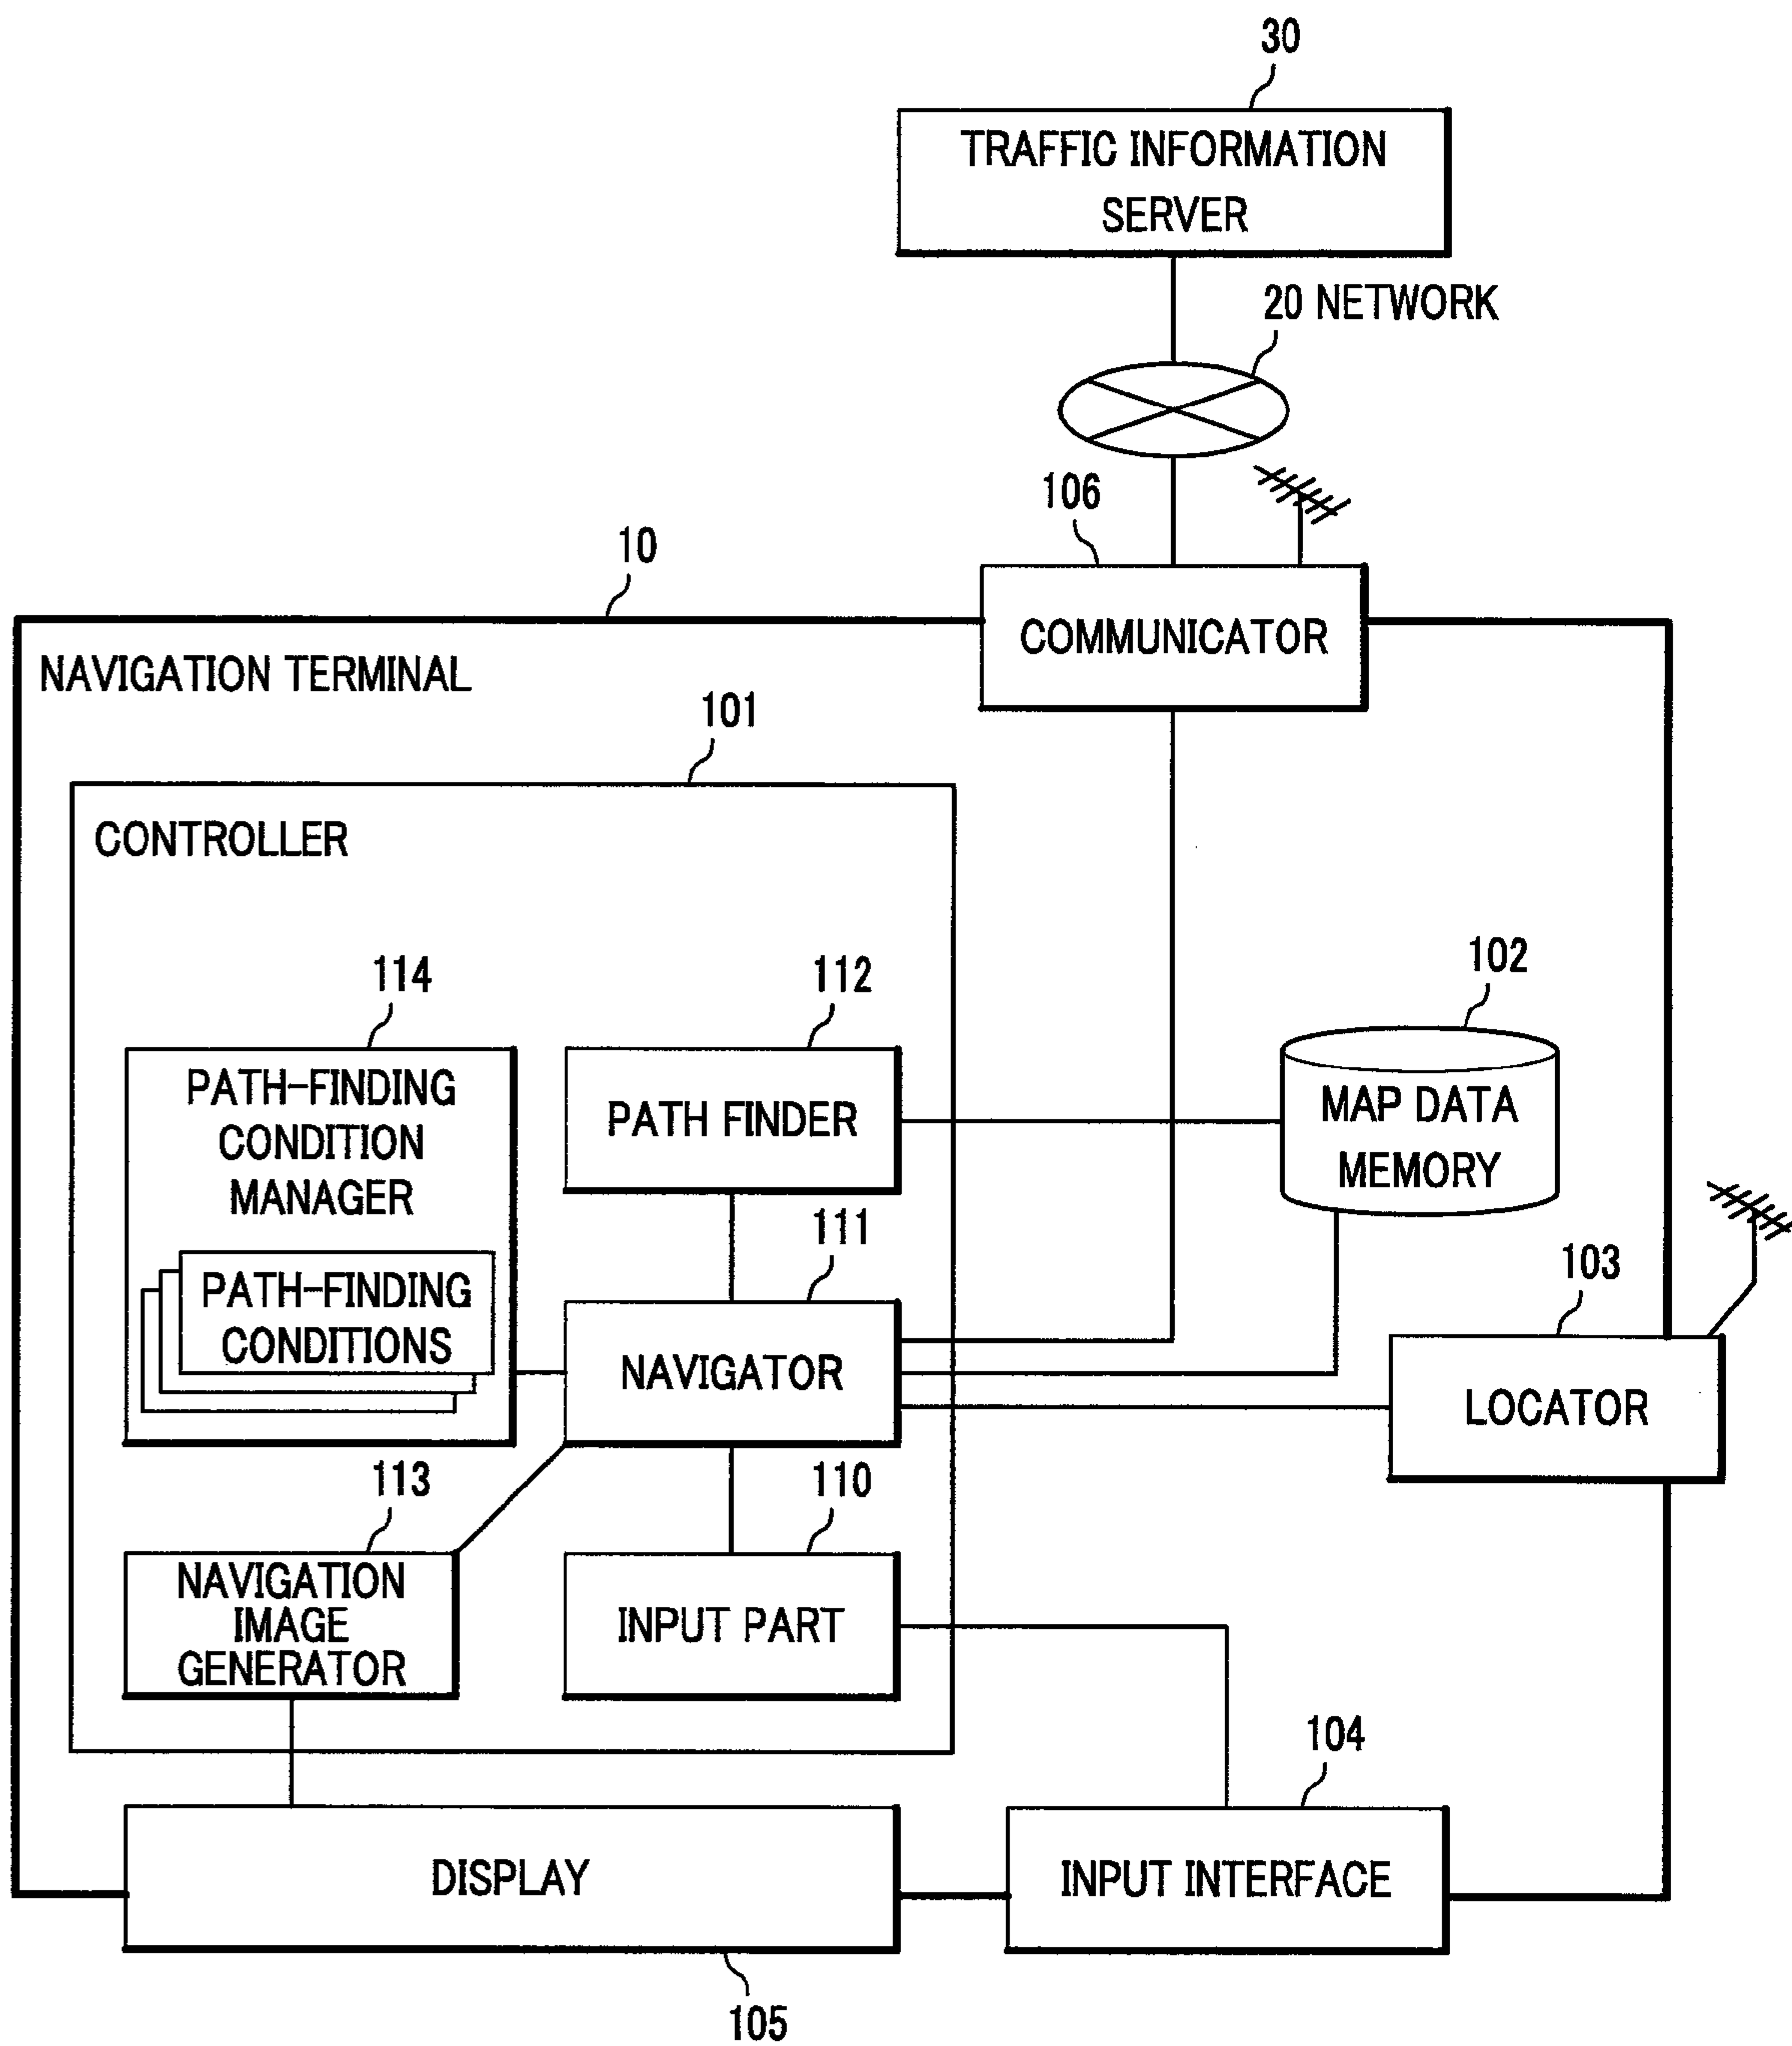 30
TRAFFIC INFORMATION
SERVER
20 NETWORK
106
10
COMMUNICATOR
NAVIGATION TERMINAL
101
CONTROLLER
114
112
102
PATH-FINDING
CONDITION
MANAGER
PATH FINDER
MAP DATA
MEMORY
111
103
PATH-FINDING
CONDITIONS
NAVIGATOR
LOCATOR
113
110
NAVIGATION
IMAGE
GENERATOR
INPUT PART
104
DISPLAY
INPUT INTERFACE
105